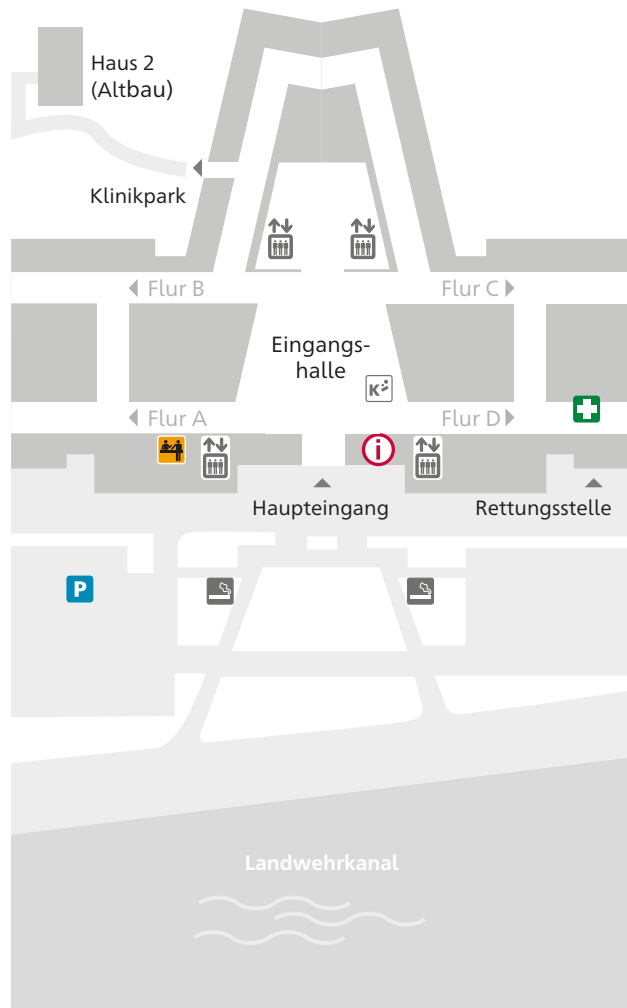 Haus 2
(Altbau)
Klinikpark
Flur B
Flur C
Eingangs-
halle
K
Flur A
Flur D
i
Haupteingang
Rettungsstelle
P
Landwehrkanal